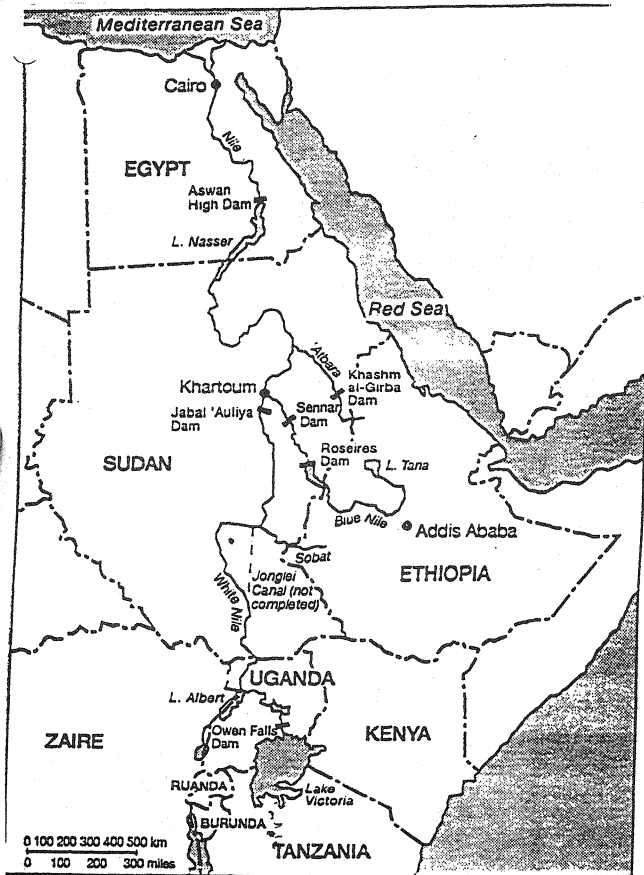 Mediterranean Sea
Cairo
Nile
EGYPT
Aswan
High Dam
L. Nasser
Red Sea
'Atbara
Khashm
al-Girba
Dam
Khartoum
Jabal 'Auliya
Dam
Sennar
Dam
SUDAN
Roseires
Dam
L. Tana
Blue Nile
Addis Ababa
Sobat
Jonglei
Canal (not
completed)
ETHIOPIA
White Nile
UGANDA
L. Albert
Owen Falls
Dam
KENYA
ZAIRE
RUANDA
Lake
Victoria
BURUNDA
TANZANIA
0 100 200 300 400 500 km
0 100 200 300 miles